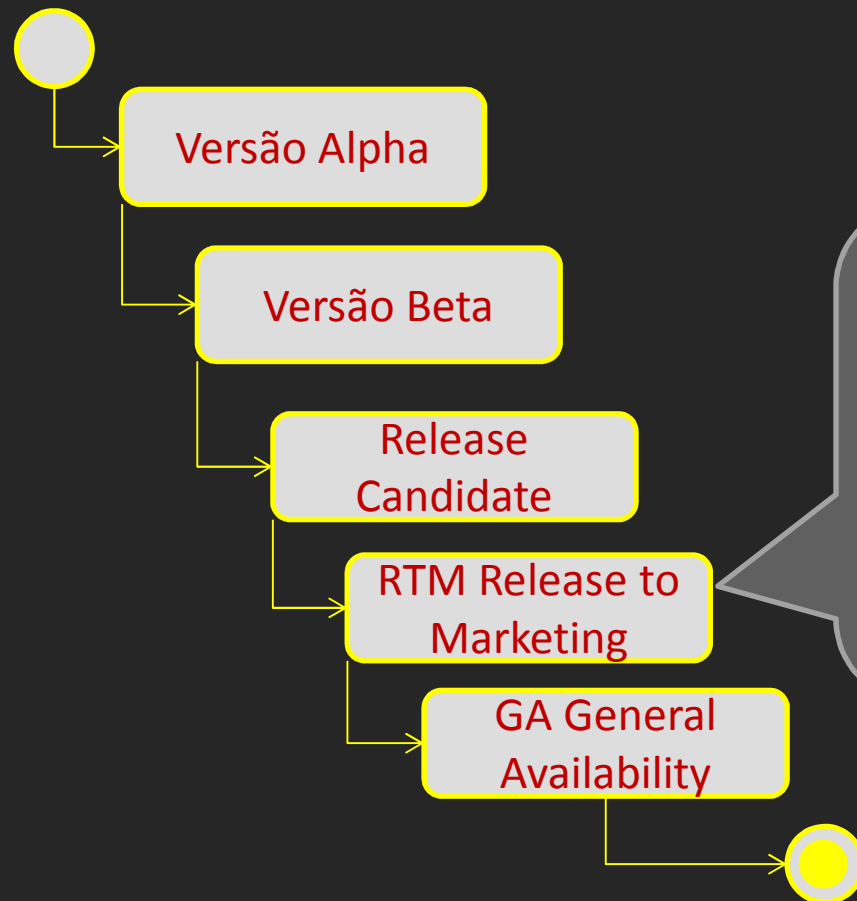 Versão Alpha
Versão Beta
Release
Candidate
RTM Release to
Marketing
GA General
Availability